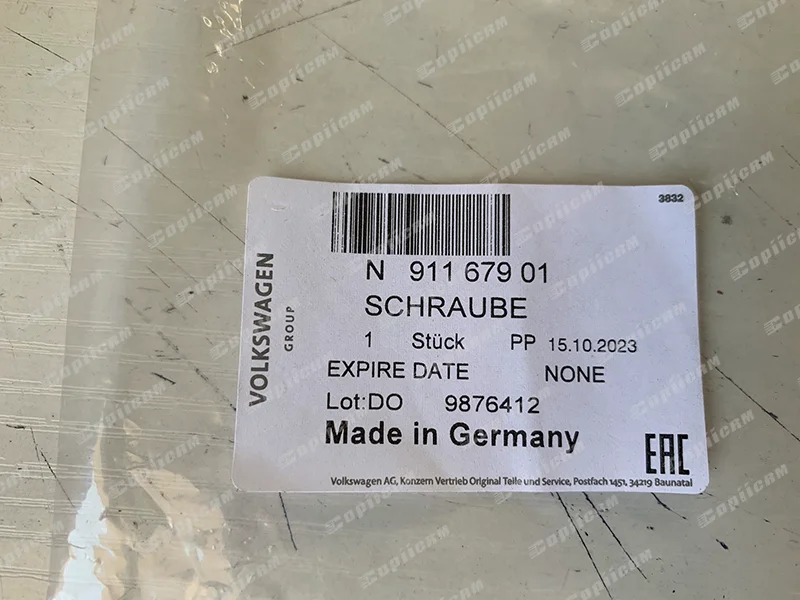 3832
N 911 679 01
SCHRAUBE
1 Stück PP 15.10.2023
EXPIRE DATE NONE
Lot:DO 9876412
Made in Germany
EAC
Volkswagen AG, Konzern Vertrieb Original Teile und Service, Postfach 1451, 34219 Baunatal
VOLKSWAGEN
GROUP
CopiiCAM